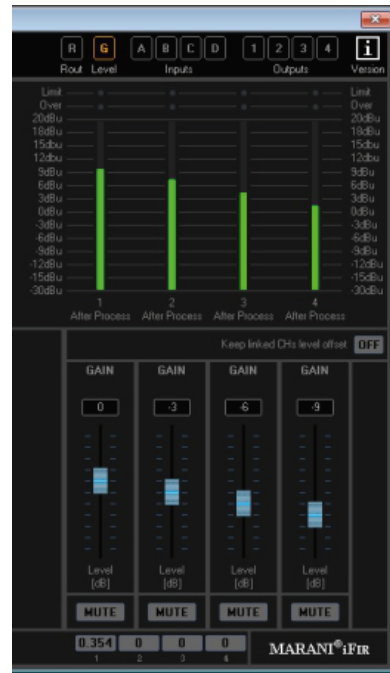 R G A B C D 1 2 3 4 i
Rout Level Inputs Outputs Version
Limit Limit
Over Over
20dBu 20dBu
18dBu 18dBu
15dbu 15dBu
12dbu 12dBu
9dBu 9dBu
6dBu 6dBu
3dBu 3dBu
0dBu 0dBu
-3dBu -3dBu
-6dBu -6dBu
-9dBu -9dBu
-12dBu -12dBu
-15dBu -15dBu
-30dBu -30dBu
1 2 3 4
After Process After Process After Process After Process
Keep linked CHs level offset OFF
GAIN GAIN GAIN GAIN
0 -3 -6 -9
Level Level Level Level
[dB] [dB] [dB] [dB]
MUTE MUTE MUTE MUTE
0.354 0 0 0
1 2 3 4
MARANI® iFIR